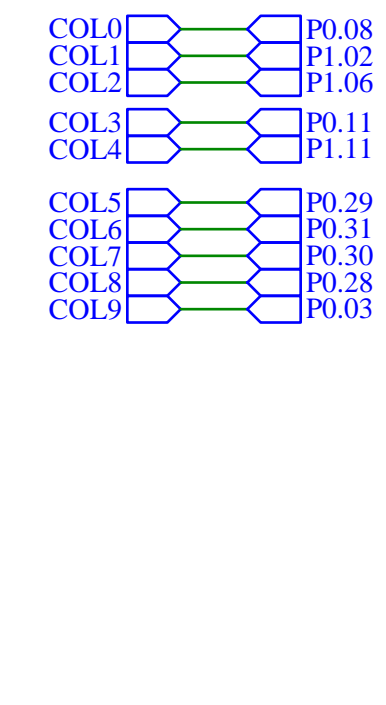 COL0 P0.08
COL1 P1.02
COL2 P1.06
COL3 P0.11
COL4 P1.11
COL5 P0.29
COL6 P0.31
COL7 P0.30
COL8 P0.28
COL9 P0.03